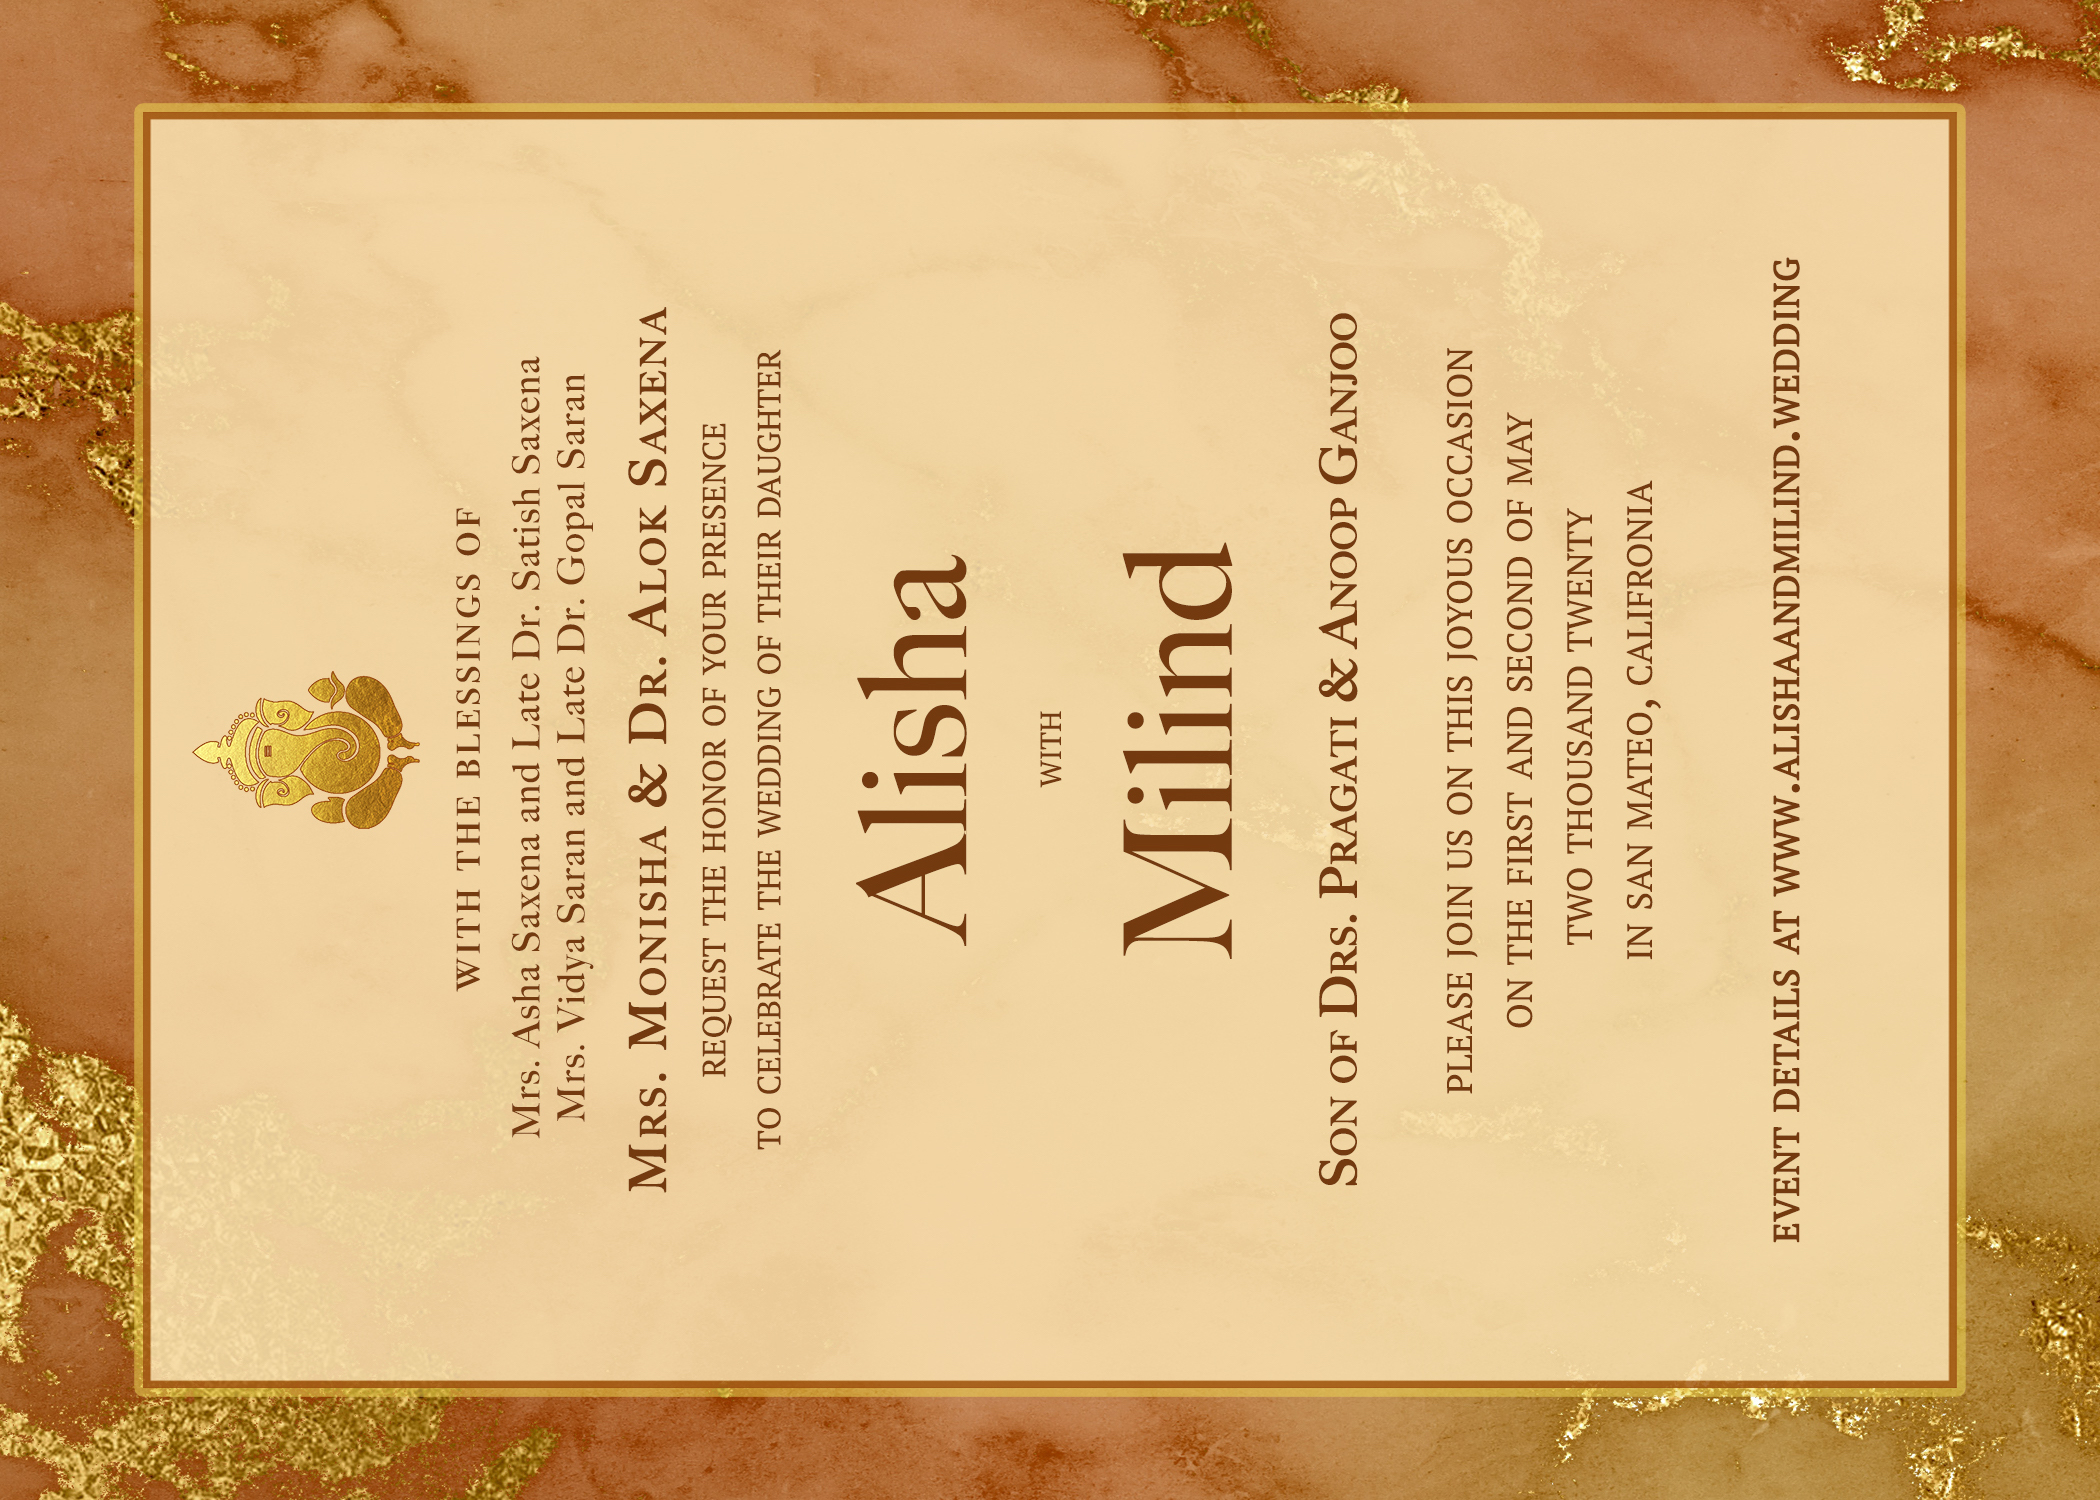 WITH THE BLESSINGS OF
Mrs. Asha Saxena and Late Dr. Satish Saxena
Mrs. Vidya Saran and Late Dr. Gopal Saran
MRS. MONISHA & DR. ALOK SAXENA
REQUEST THE HONOR OF YOUR PRESENCE
TO CELEBRATE THE WEDDING OF THEIR DAUGHTER
Alisha
WITH
Milind
SON OF DRS. PRAGATI & ANOOP GANJOO
PLEASE JOIN US ON THIS JOYOUS OCCASION
ON THE FIRST AND SECOND OF MAY
TWO THOUSAND TWENTY
IN SAN MATEO, CALIFRONIA
EVENT DETAILS AT WWW.ALISHAANDMILIND.WEDDING